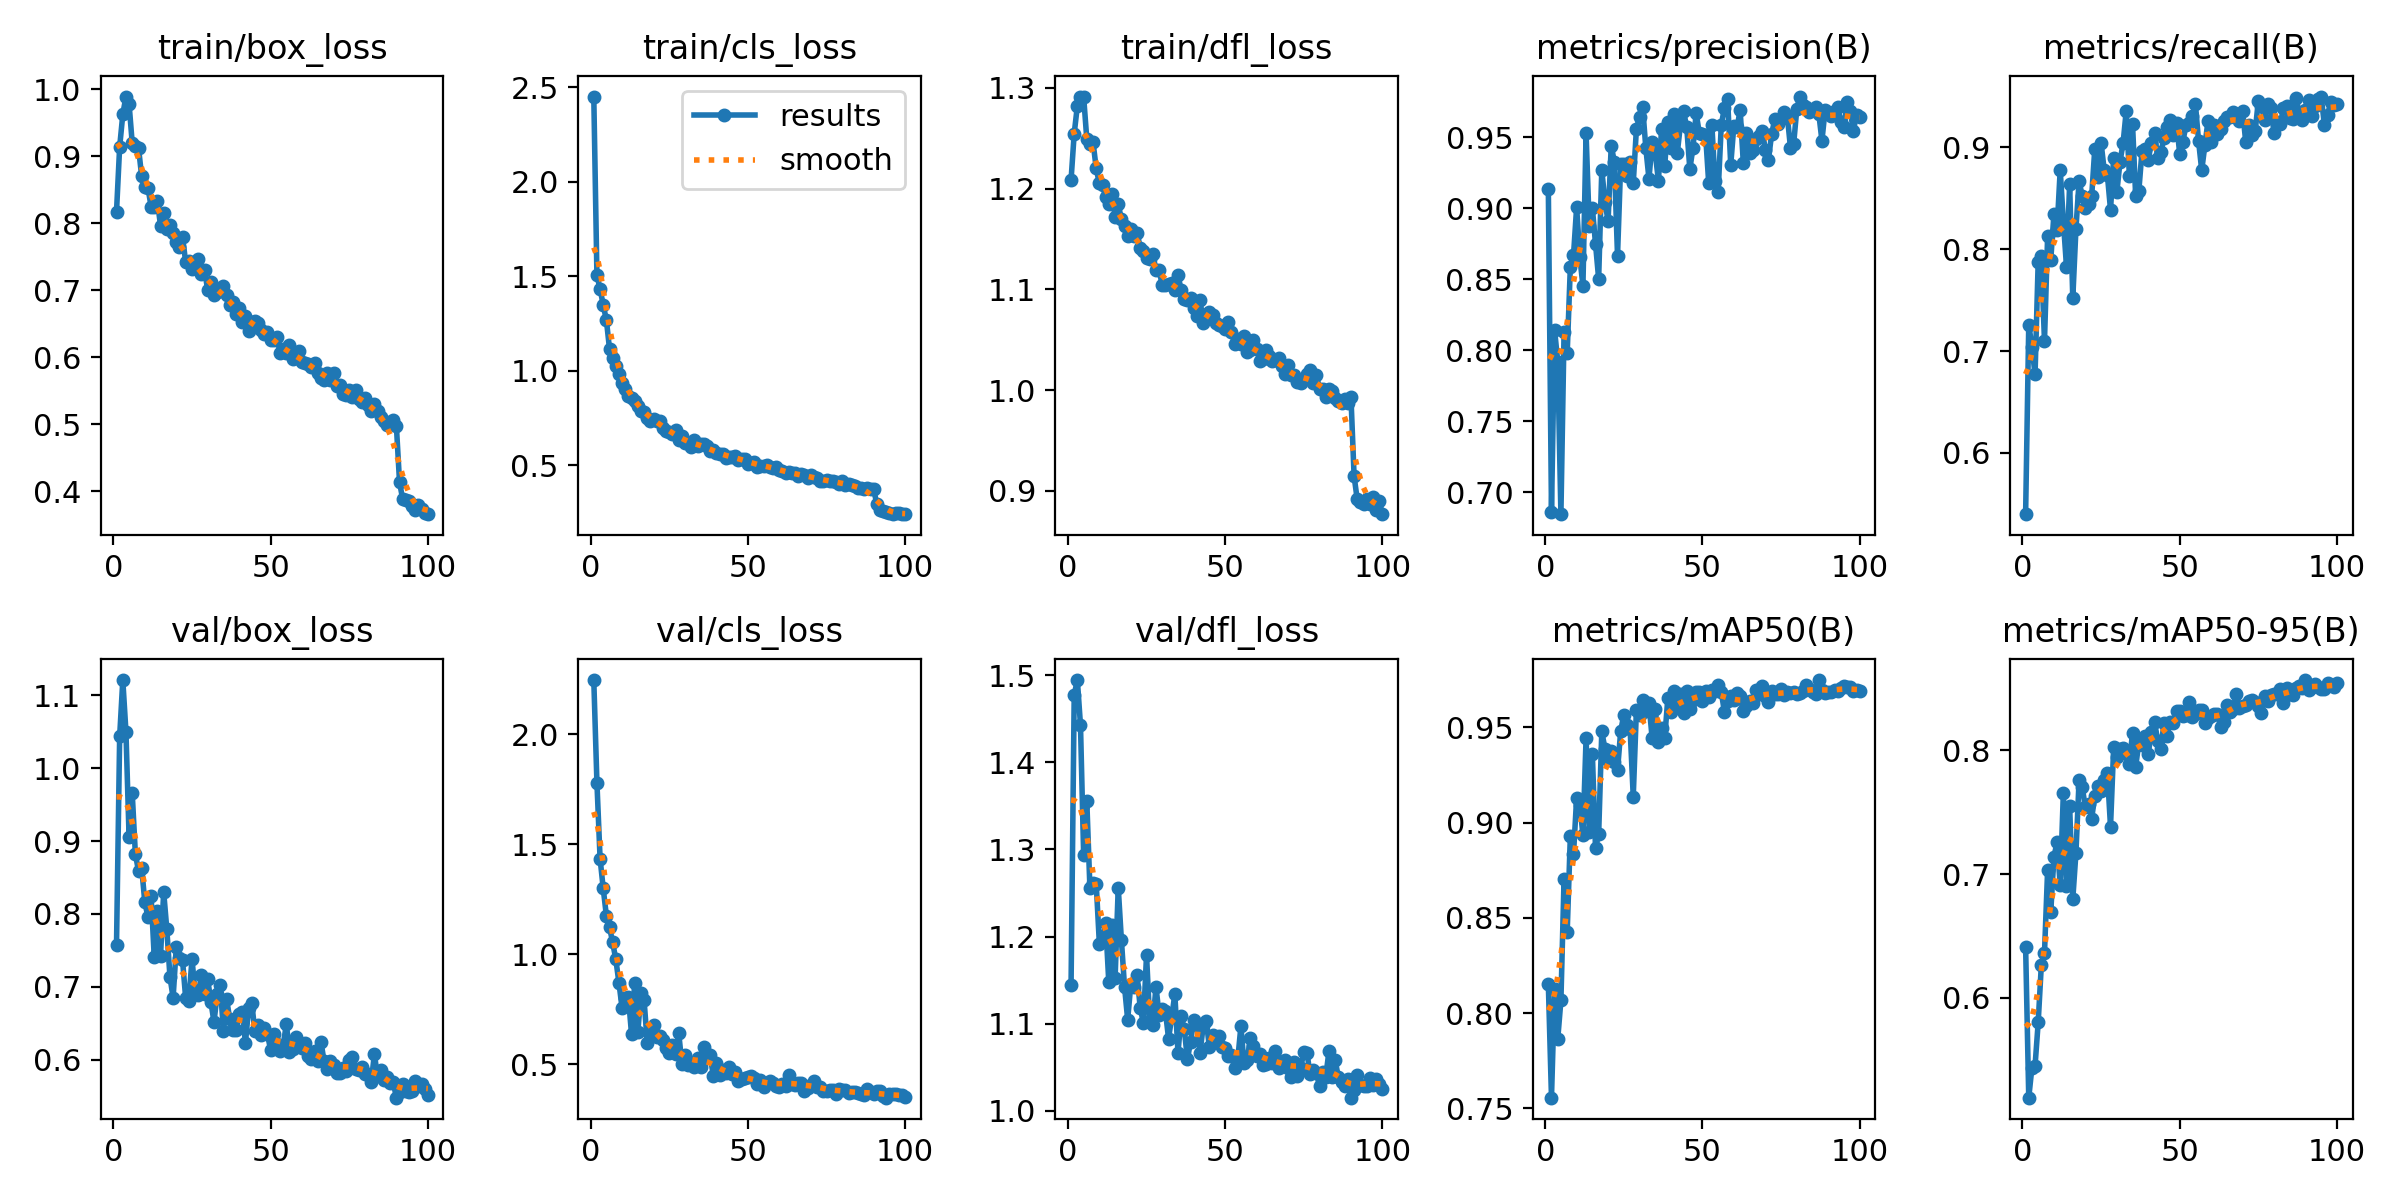 train/box_loss
1.0
0.9
0.8
0.7
0.6
0.5
0.4
0 50 100
train/cls_loss
results
smooth
2.5
2.0
1.5
1.0
0.5
0 50 100
train/dfl_loss
1.3
1.2
1.1
1.0
0.9
0 50 100
metrics/precision(B)
0.95
0.90
0.85
0.80
0.75
0.70
0 50 100
metrics/recall(B)
0.9
0.8
0.7
0.6
0 50 100
val/box_loss
1.1
1.0
0.9
0.8
0.7
0.6
0 50 100
val/cls_loss
2.0
1.5
1.0
0.5
0 50 100
val/dfl_loss
1.5
1.4
1.3
1.2
1.1
1.0
0 50 100
metrics/mAP50(B)
0.95
0.90
0.85
0.80
0.75
0 50 100
metrics/mAP50-95(B)
0.8
0.7
0.6
0 50 100